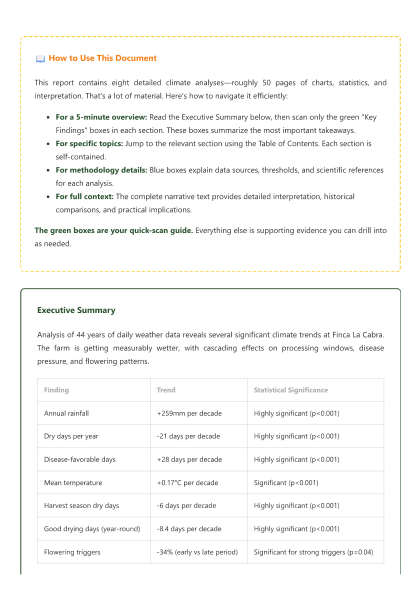 📖 How to Use This Document
This report contains eight detailed climate analyses—roughly 50 pages of charts, statistics, and
interpretation. That's a lot of material. Here's how to navigate it efficiently:
• For a 5-minute overview: Read the Executive Summary below, then scan only the green "Key
Findings" boxes in each section. These boxes summarize the most important takeaways.
• For specific topics: Jump to the relevant section using the Table of Contents. Each section is
self-contained.
• For methodology details: Blue boxes explain data sources, thresholds, and scientific references
for each analysis.
• For full context: The complete narrative text provides detailed interpretation, historical
comparisons, and practical implications.
The green boxes are your quick-scan guide. Everything else is supporting evidence you can drill into
as needed.
Executive Summary
Analysis of 44 years of daily weather data reveals several significant climate trends at Finca La Cabra.
The farm is getting measurably wetter, with cascading effects on processing windows, disease
pressure, and flowering patterns.
Finding Trend Statistical Significance
Annual rainfall +259mm per decade Highly significant (p<0.001)
Dry days per year -21 days per decade Highly significant (p<0.001)
Disease-favorable days +28 days per decade Highly significant (p<0.001)
Mean temperature +0.17°C per decade Significant (p<0.001)
Harvest season dry days -6 days per decade Highly significant (p<0.001)
Good drying days (year-round) -8.4 days per decade Highly significant (p<0.001)
Flowering triggers -34% (early vs late period) Significant for strong triggers (p=0.04)